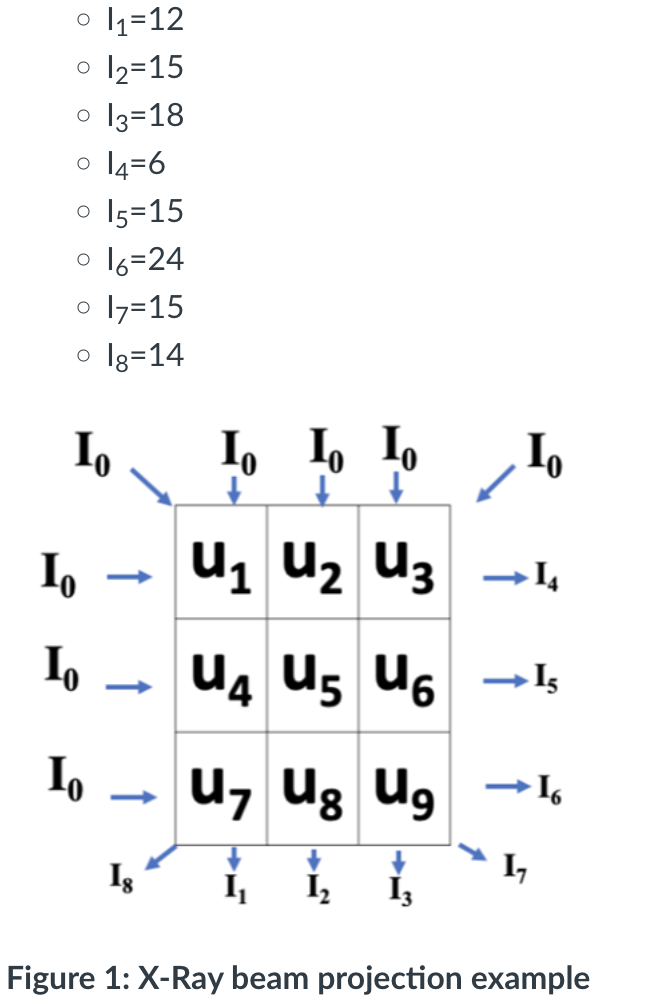 I₁=12
I₂=15
I₃=18
I₄=6
I₅=15
I₆=24
I₇=15
I₈=14
I₀ I₀ I₀ I₀ I₀
I₀ u₁ u₂ u₃ I₄
I₀ u₄ u₅ u₆ I₅
I₀ u₇ u₈ u₉ I₆
I₈ I₁ I₂ I₃ I₇
Figure 1: X-Ray beam projection example